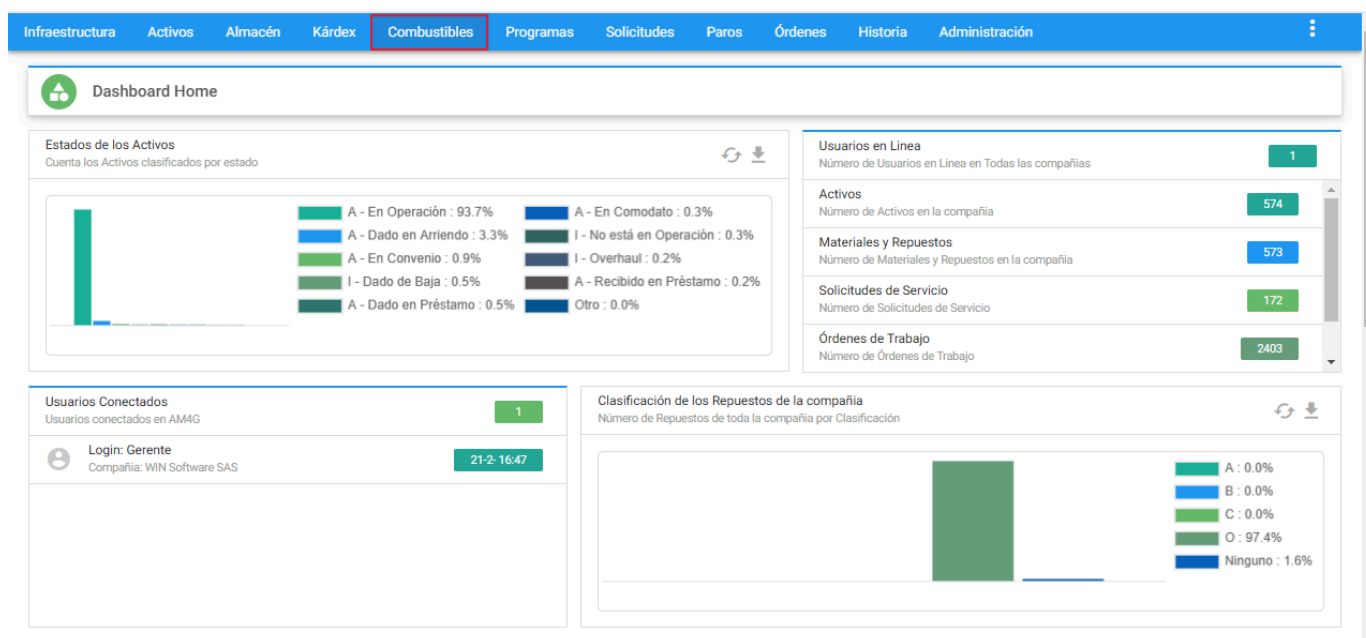 Infraestructura Activos Almacén Kárdex Combustibles Programas Solicitudes Paros Órdenes Historia Administración
Dashboard Home
Estados de los Activos
Cuenta los Activos clasificados por estado
A - En Operación : 93.7%
A - En Comodato : 0.3%
A - Dado en Arriendo : 3.3%
I - No está en Operación : 0.3%
A - En Convenio : 0.9%
I - Overhaul : 0.2%
I - Dado de Baja : 0.5%
A - Recibido en Préstamo : 0.2%
A - Dado en Préstamo : 0.5%
Otro : 0.0%
Usuarios en Linea
Número de Usuarios en Linea en Todas las compañias
1
Activos
Número de Activos en la compañia
574
Materiales y Repuestos
Número de Materiales y Repuestos en la compañia
573
Solicitudes de Servicio
Número de Solicitudes de Servicio
172
Órdenes de Trabajo
Número de Órdenes de Trabajo
2403
Usuarios Conectados
Usuarios conectados en AM4G
1
Login: Gerente
Compañia: WIN Software SAS
21-2- 16:47
Clasificación de los Repuestos de la compañia
Número de Repuestos de toda la compañia por Clasificación
A : 0.0%
B : 0.0%
C : 0.0%
O : 97.4%
Ninguno : 1.6%